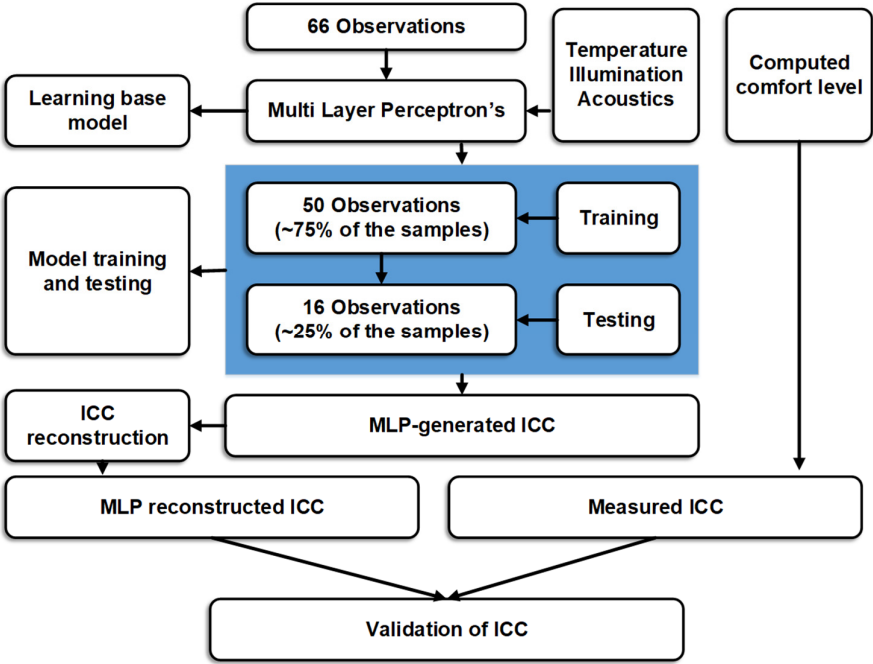 66 Observations
Temperature
Illumination
Acoustics
Computed
comfort level
Learning base
model
Multi Layer Perceptron's
50 Observations
(~75% of the samples)
Training
Model training
and testing
16 Observations
(~25% of the samples)
Testing
ICC
reconstruction
MLP-generated ICC
MLP reconstructed ICC
Measured ICC
Validation of ICC